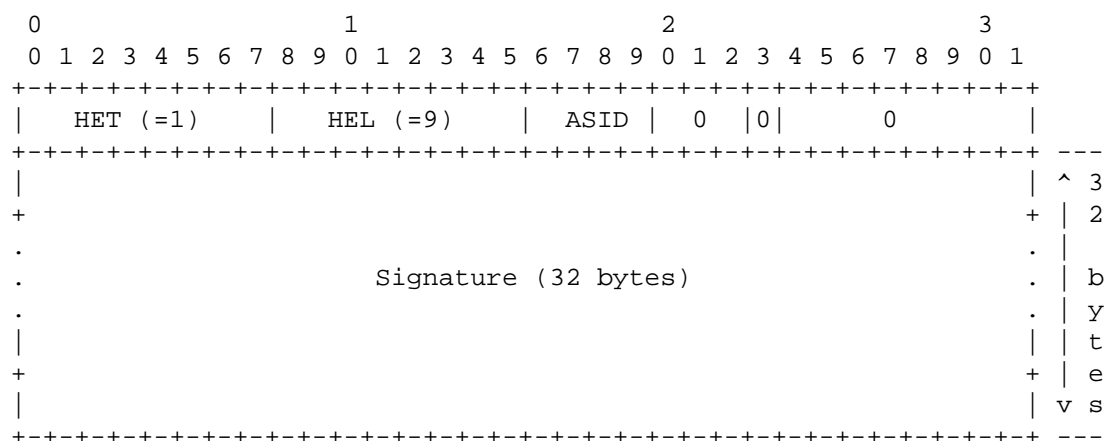 0                   1                   2                   3
 0 1 2 3 4 5 6 7 8 9 0 1 2 3 4 5 6 7 8 9 0 1 2 3 4 5 6 7 8 9 0 1
+-+-+-+-+-+-+-+-+-+-+-+-+-+-+-+-+-+-+-+-+-+-+-+-+-+-+-+-+-+-+-+-+
|   HET (=1)    |   HEL (=9)    |  ASID |  0  |0|       0       |
+-+-+-+-+-+-+-+-+-+-+-+-+-+-+-+-+-+-+-+-+-+-+-+-+-+-+-+-+-+-+-+-+ ---
|                                                               | ^ 3
+                                                               + | 2
.                                                               . |
.                      Signature (32 bytes)                     . | b
.                                                               . | y
|                                                               | | t
+                                                               + | e
|                                                               | v s
+-+-+-+-+-+-+-+-+-+-+-+-+-+-+-+-+-+-+-+-+-+-+-+-+-+-+-+-+-+-+-+-+ ---